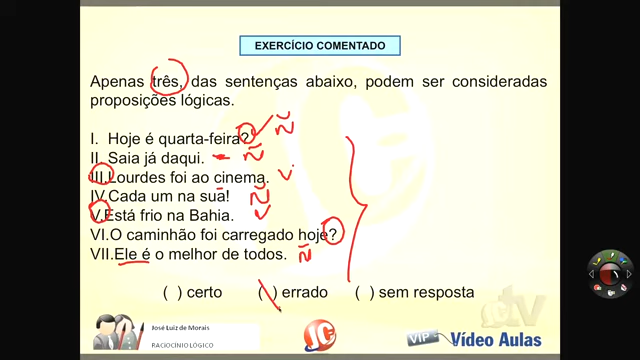 EXERCÍCIO COMENTADO
Apenas três, das sentenças abaixo, podem ser consideradas
proposições lógicas.
I. Hoje é quarta-feira?
II. Saia já daqui.
III.Lourdes foi ao cinema.
IV.Cada um na sua!
V.Está frio na Bahia.
VI.O caminhão foi carregado hoje?
VII.Ele é o melhor de todos.
( ) certo ( ) errado ( ) sem resposta
José Luiz de Morais
RACIOCÍNIO LÓGICO
JC
VIP Vídeo Aulas